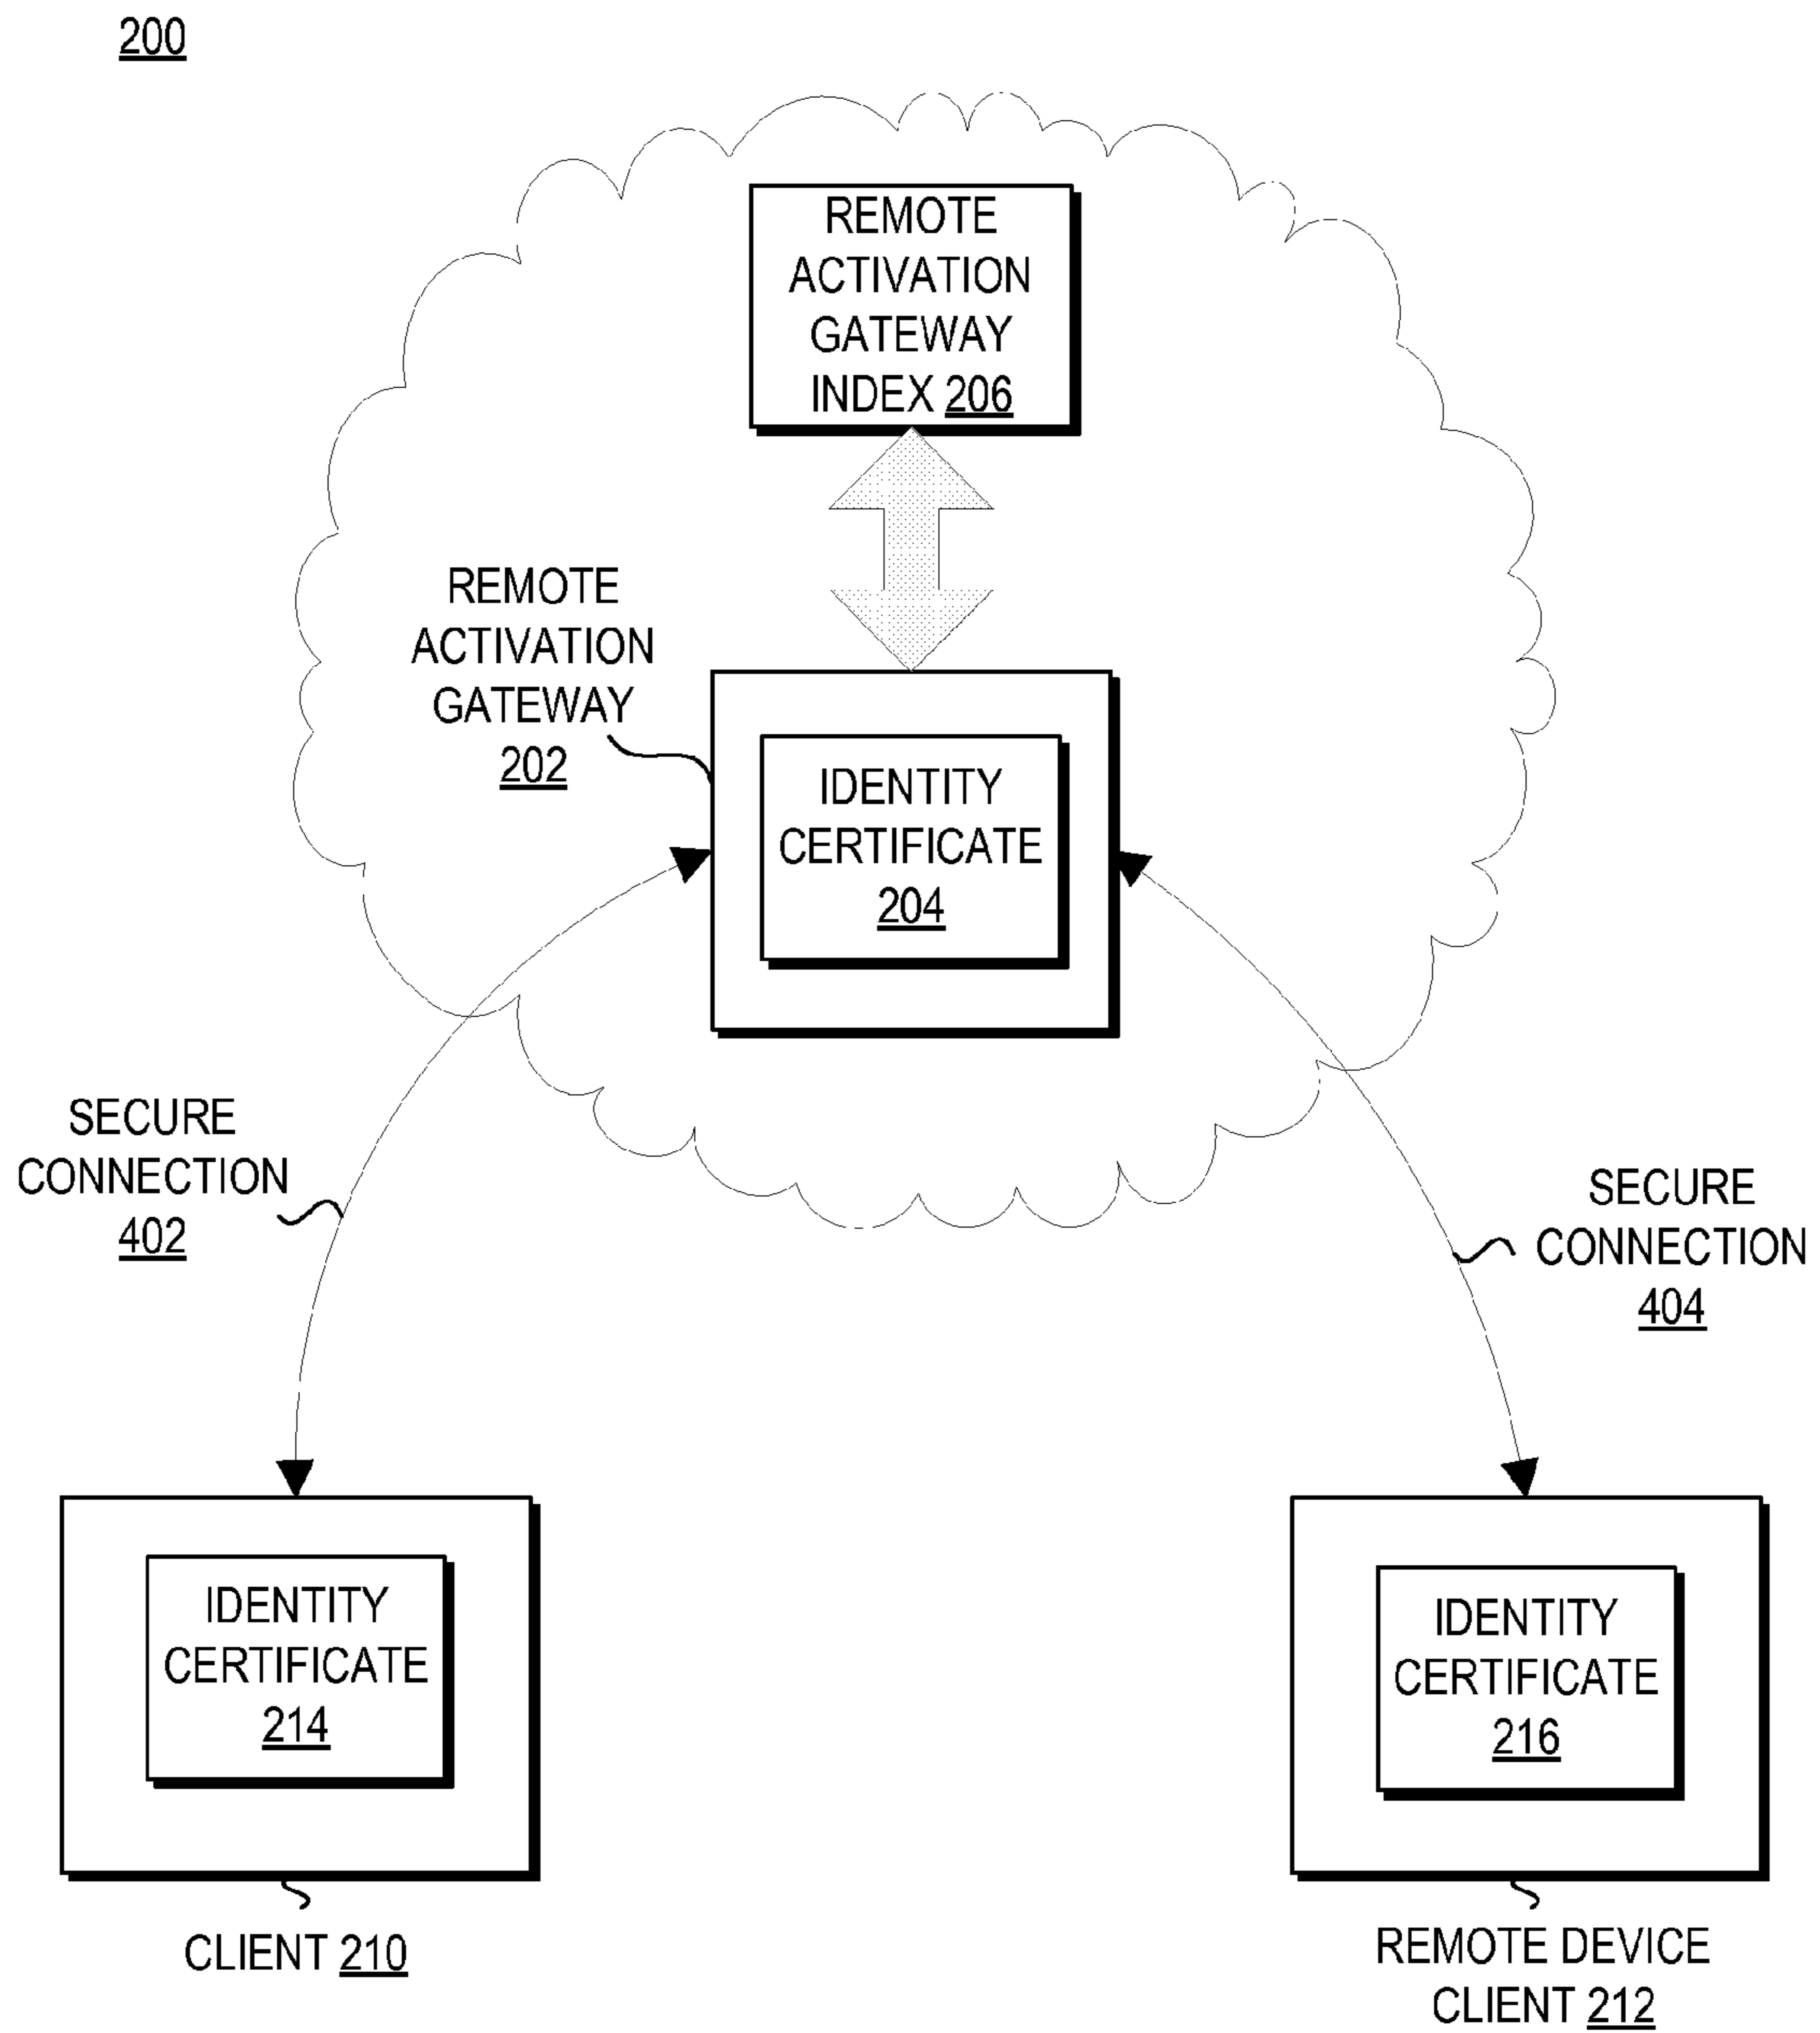 200
REMOTE
ACTIVATION
GATEWAY
INDEX 206
REMOTE
ACTIVATION
GATEWAY
202
IDENTITY
CERTIFICATE
204
SECURE
CONNECTION
402
SECURE
CONNECTION
404
IDENTITY
CERTIFICATE
214
IDENTITY
CERTIFICATE
216
CLIENT 210
REMOTE DEVICE
CLIENT 212